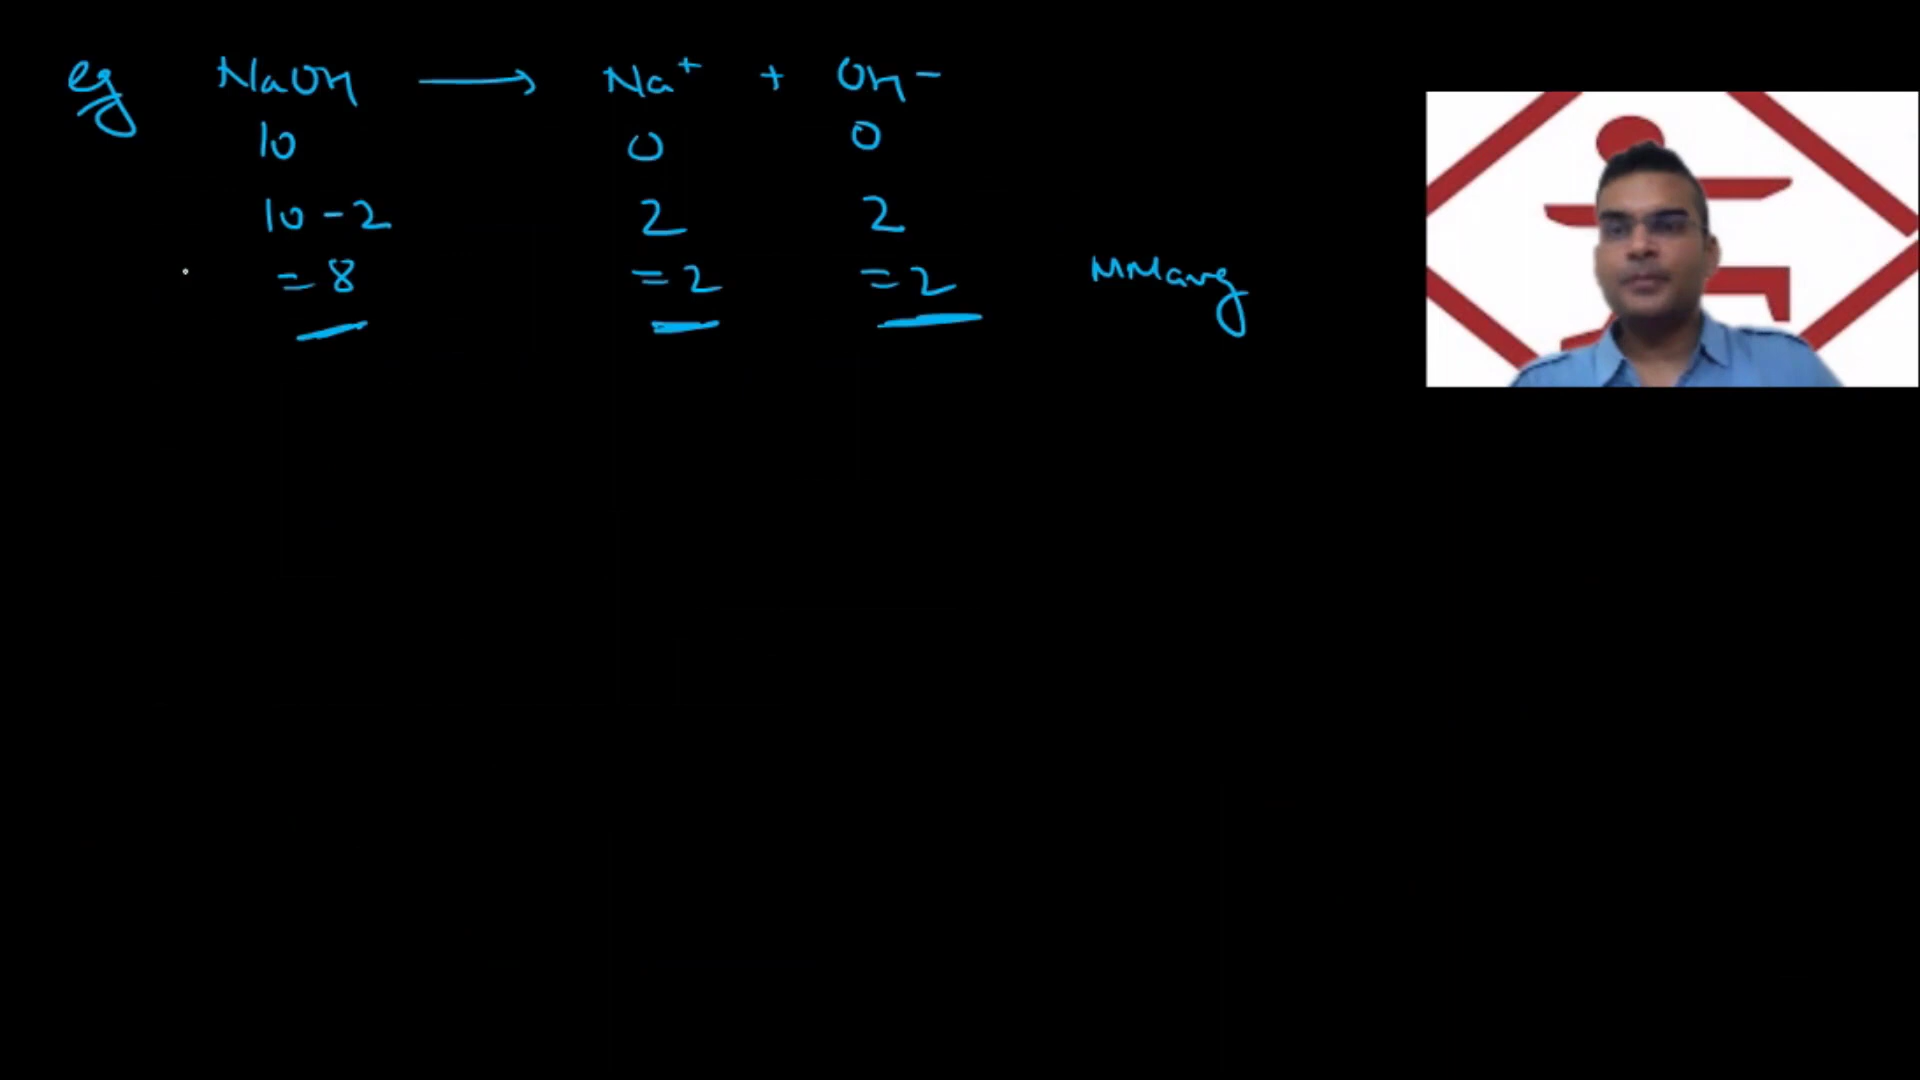 eg NaOH ⟶ Na⁺ + OH⁻
10 0 0
10 - 2 2 2
= 8 = 2 = 2 MMavg